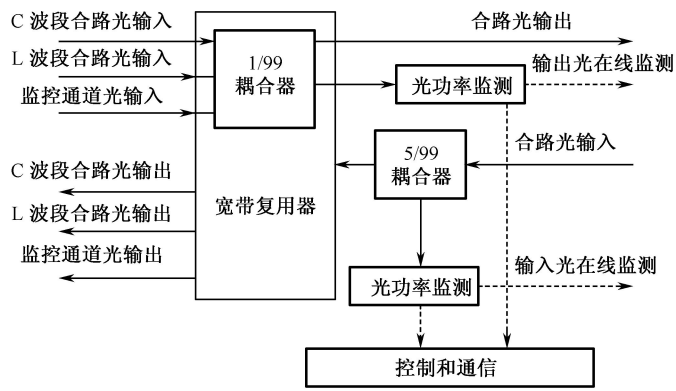 C 波段合路光输入
L 波段合路光输入
监控通道光输入
1/99
耦合器
合路光输出
输出光在线监测
光功率监测
5/99
耦合器
合路光输入
宽带复用器
C 波段合路光输出
L 波段合路光输出
监控通道光输出
光功率监测
输入光在线监测
控制和通信